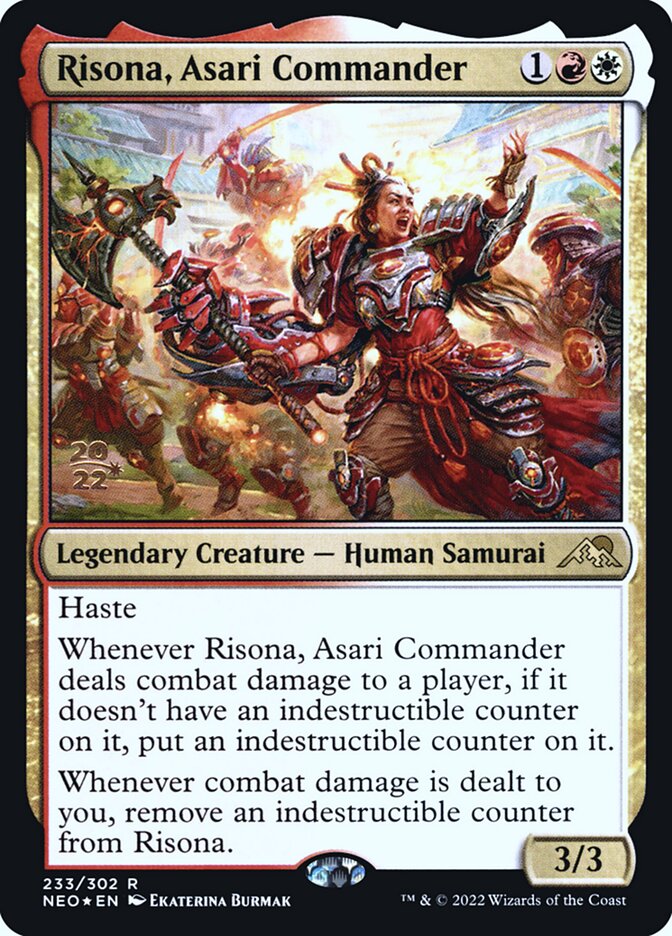 Risona, Asari Commander 1
20
22
Legendary Creature — Human Samurai
Haste
Whenever Risona, Asari Commander
deals combat damage to a player, if it
doesn't have an indestructible counter
on it, put an indestructible counter on it.
Whenever combat damage is dealt to
you, remove an indestructible counter
from Risona.
3/3
233/302 R
NEO★EN Ekaterina Burmak
™ & © 2022 Wizards of the Coast